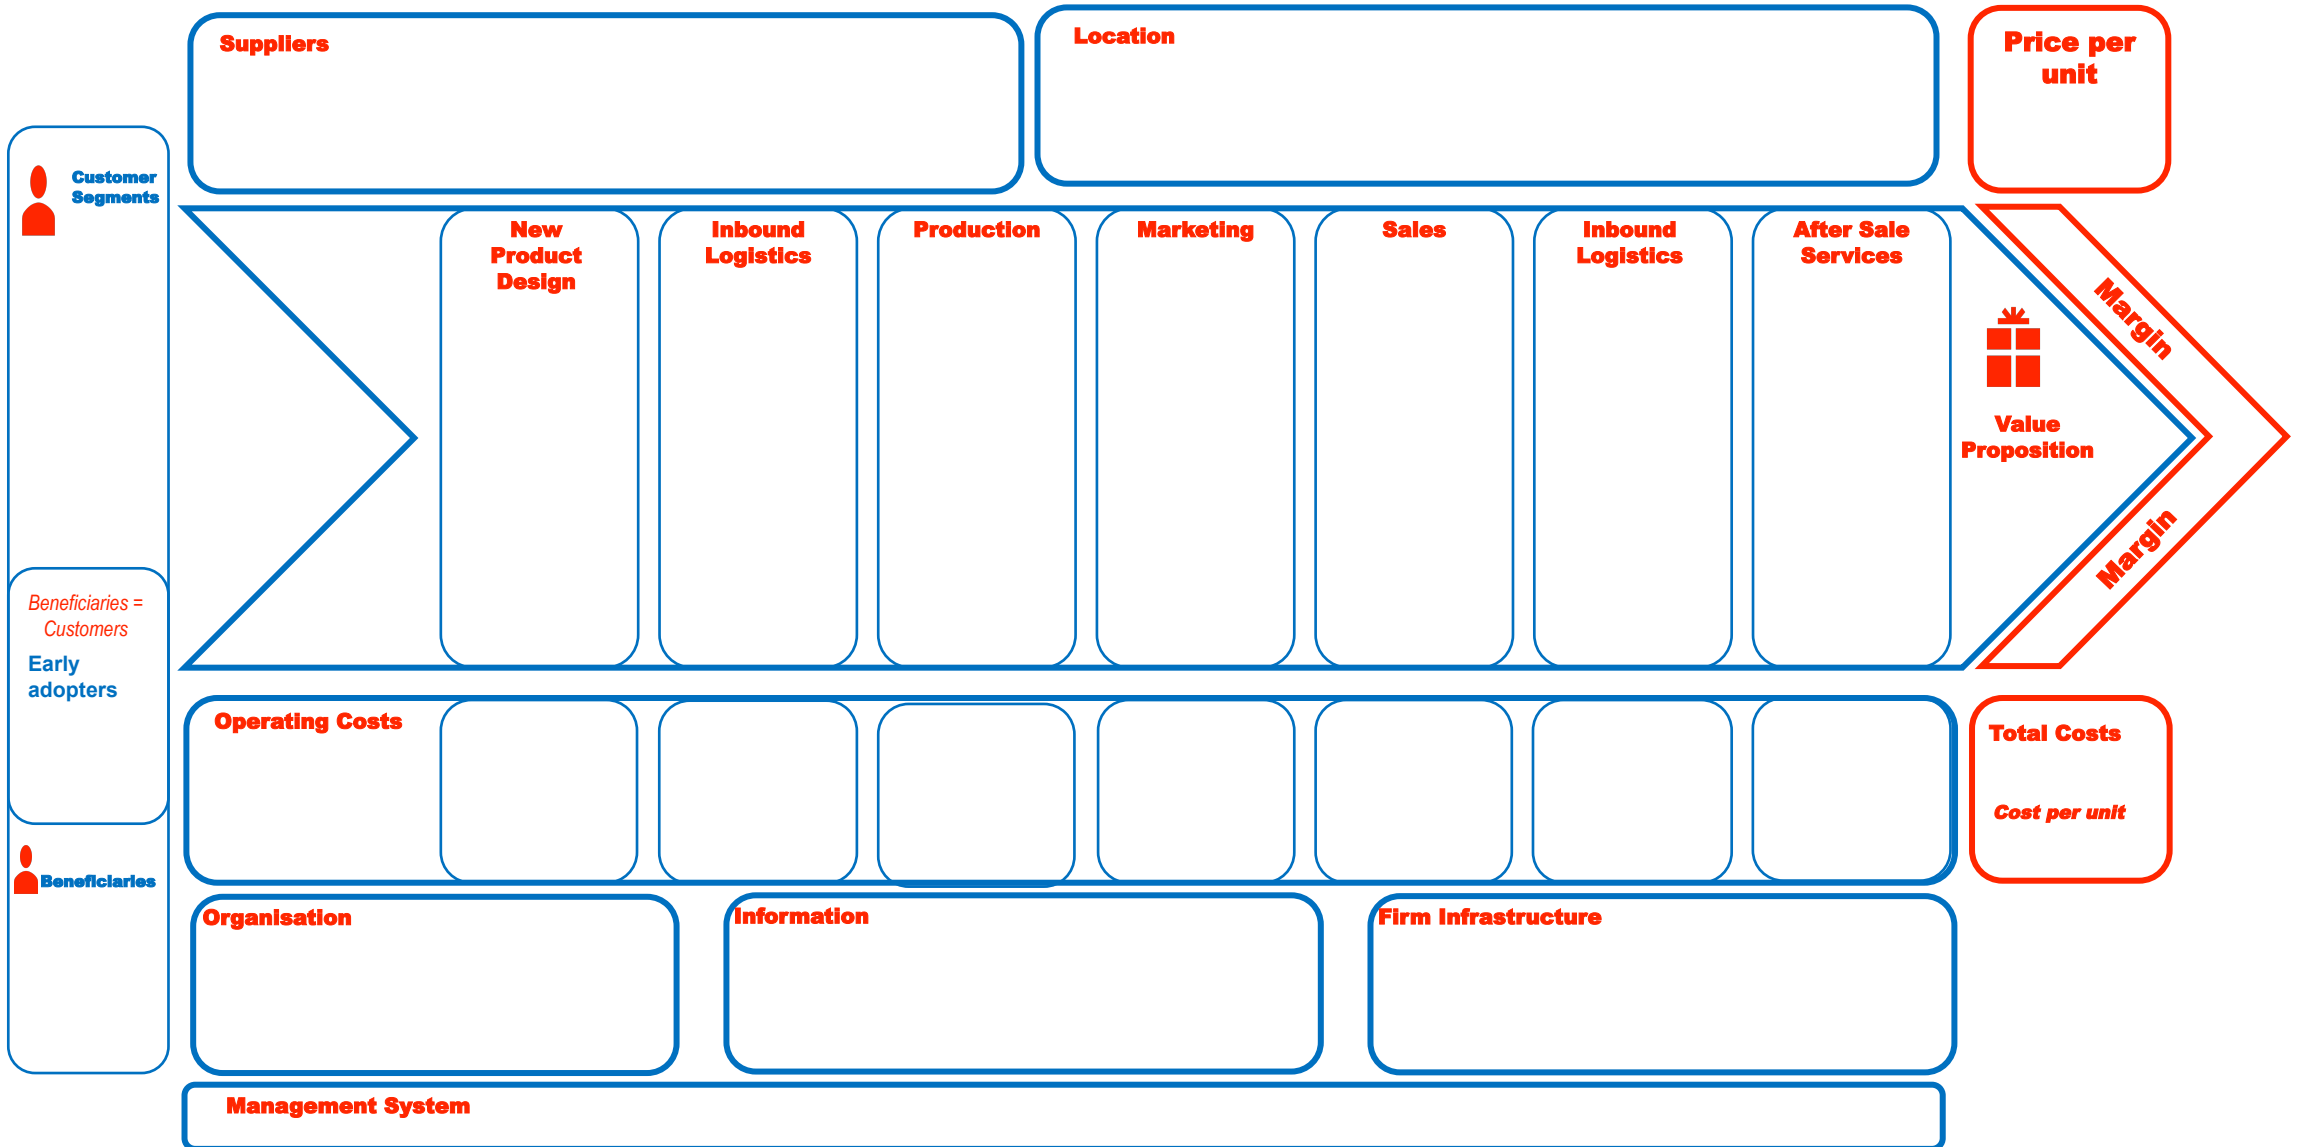 Suppliers
Location
Price per
unit
Customer
Segments
New
Product
Design
Inbound
Logistics
Production
Marketing
Sales
Inbound
Logistics
After Sale
Services
Margin
Value
Proposition
Margin
Beneficiaries =
Customers
Early
adopters
Operating Costs
Total Costs
Cost per unit
Beneficiaries
Organisation
Information
Firm Infrastructure
Management System